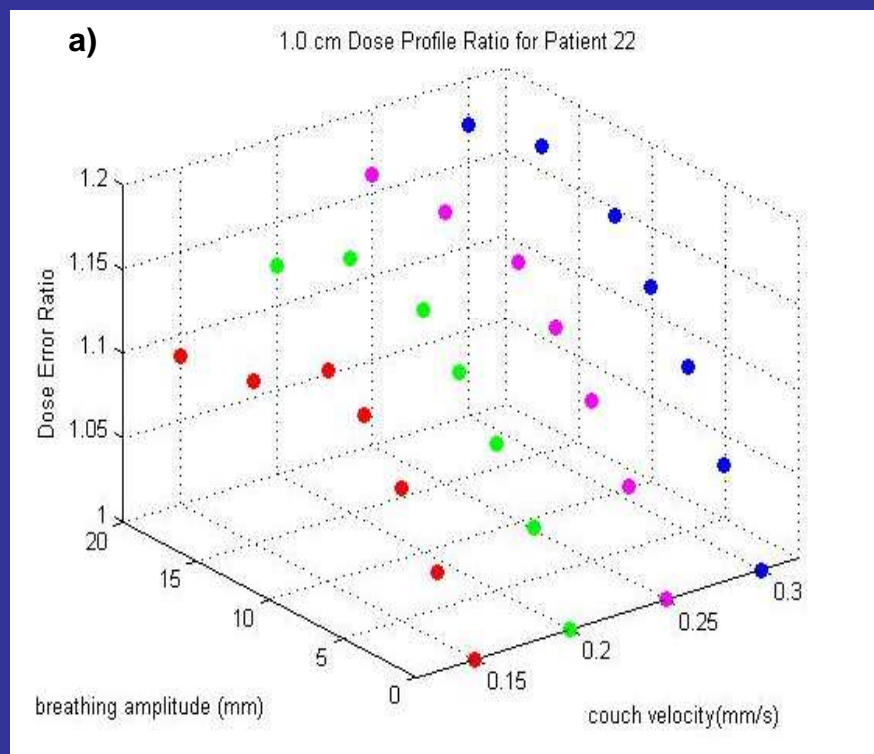 a)
1.0 cm Dose Profile Ratio for Patient 22
1.2
1.15
1.1
1.05
1
Dose Error Ratio
20
15
10
5
0
breathing amplitude (mm)
0.15
0.2
0.25
0.3
couch velocity(mm/s)